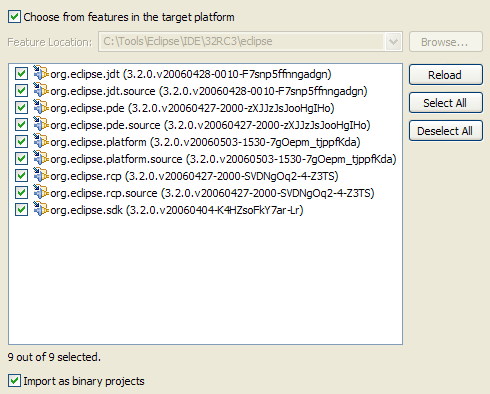 Choose from features in the target platform
Feature Location: C:\Tools\Eclipse\IDE\32RC3\eclipse Browse...
org.eclipse.jdt (3.2.0.v20060428-0010-F7snp5ffnngadgn) Reload
org.eclipse.jdt.source (3.2.0.v20060428-0010-F7snp5ffnngadgn)
org.eclipse.pde (3.2.0.v20060427-2000-zXJJzJsJooHgIHo) Select All
org.eclipse.pde.source (3.2.0.v20060427-2000-zXJJzJsJooHgIHo)
org.eclipse.platform (3.2.0.v20060503-1530-7gOepm_tjppfKda) Deselect All
org.eclipse.platform.source (3.2.0.v20060503-1530-7gOepm_tjppfKda)
org.eclipse.rcp (3.2.0.v20060427-2000-SVDNgOq2-4-Z3TS)
org.eclipse.rcp.source (3.2.0.v20060427-2000-SVDNgOq2-4-Z3TS)
org.eclipse.sdk (3.2.0.v20060404-K4HZsoFkY7ar-Lr)
9 out of 9 selected.
Import as binary projects